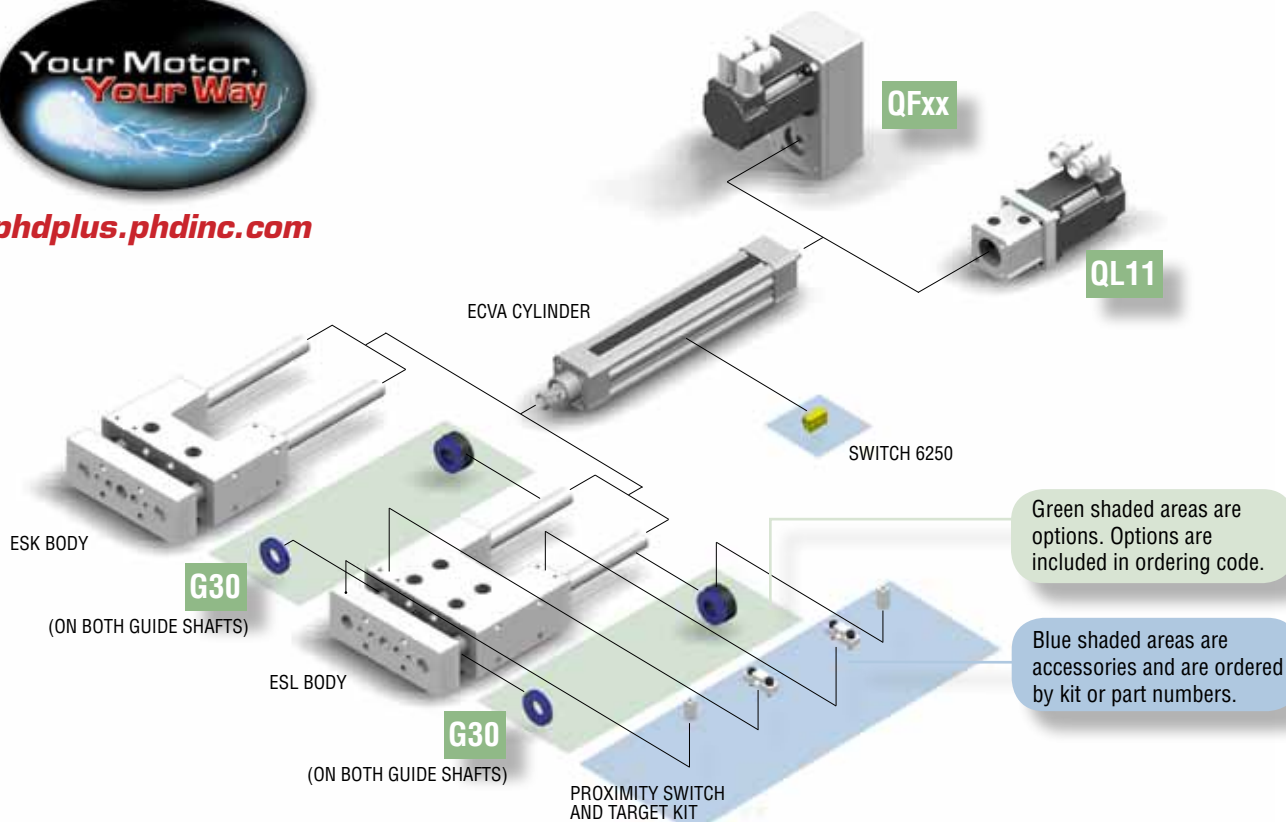 Your Motor,
Your Way
phdplus.phdinc.com
QFxx
QL11
ECVA CYLINDER
SWITCH 6250
ESK BODY
G30
(ON BOTH GUIDE SHAFTS)
ESL BODY
G30
(ON BOTH GUIDE SHAFTS)
PROXIMITY SWITCH
AND TARGET KIT
Green shaded areas are
options. Options are
included in ordering code.
Blue shaded areas are
accessories and are ordered
by kit or part numbers.